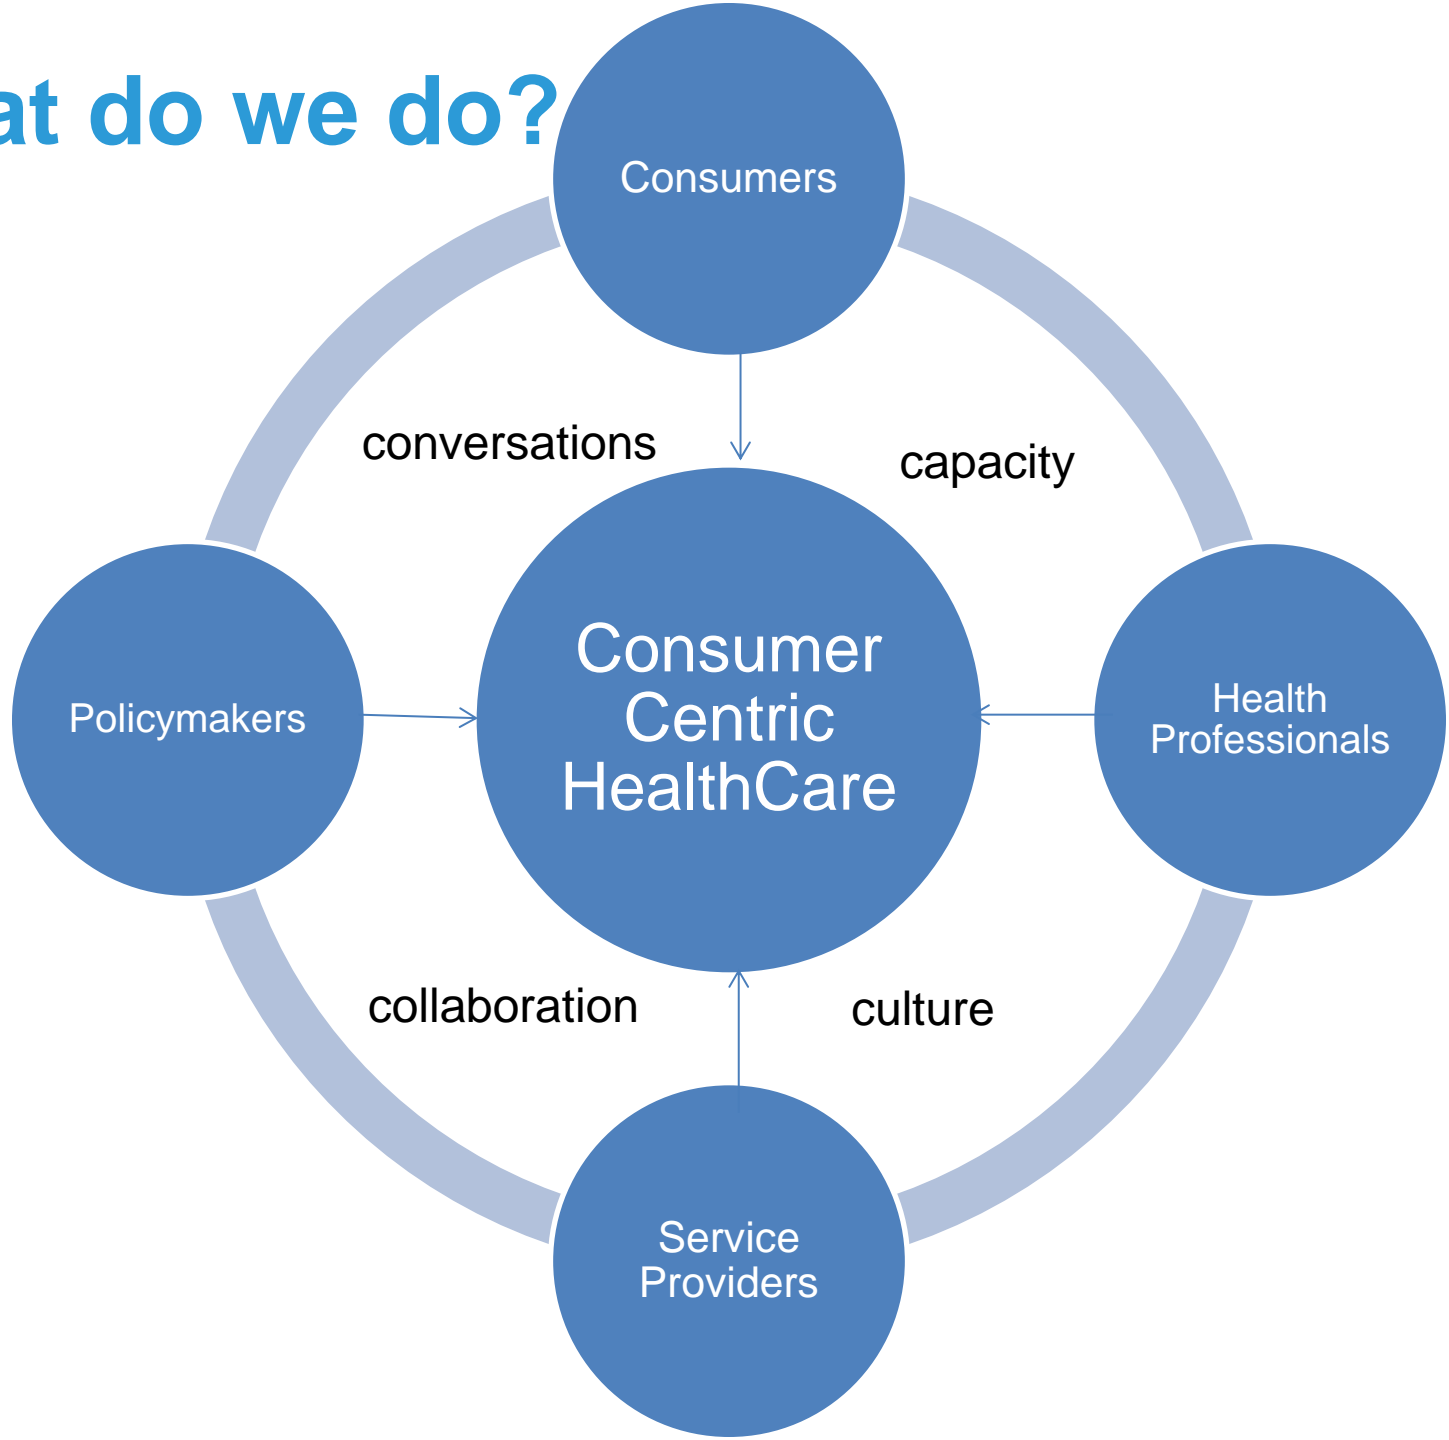 at do we do?
Consumers
conversations
capacity
Consumer
Centric
HealthCare
Policymakers
Health
Professionals
collaboration
culture
Service
Providers